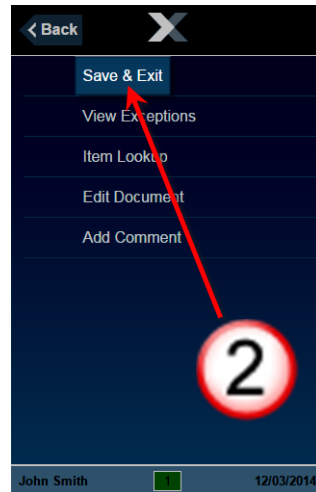 Back
Save & Exit
View Exceptions
Item Lookup
Edit Document
Add Comment
2
John Smith 1 12/03/2014